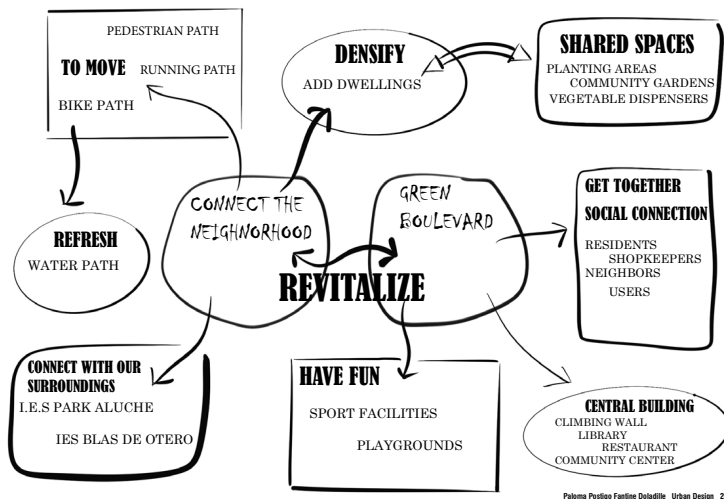 PEDESTRIAN PATH
TO MOVE
RUNNING PATH
BIKE PATH
DENSIFY
ADD DWELLINGS
SHARED SPACES
PLANTING AREAS
COMMUNITY GARDENS
VEGETABLE DISPENSERS
CONNECT THE
NEIGHNORHOOD
GREEN
BOULEVARD
REVITALIZE
GET TOGETHER
SOCIAL CONNECTION
RESIDENTS
SHOPKEEPERS
NEIGHBORS
USERS
REFRESH
WATER PATH
CONNECT WITH OUR
SURROUNDINGS
I.E.S PARK ALUCHE
IES BLAS DE OTERO
HAVE FUN
SPORT FACILITIES
PLAYGROUNDS
CENTRAL BUILDING
CLIMBING WALL
LIBRARY
RESTAURANT
COMMUNITY CENTER
Paloma Postigo Fantine Doladille Urban Design 2